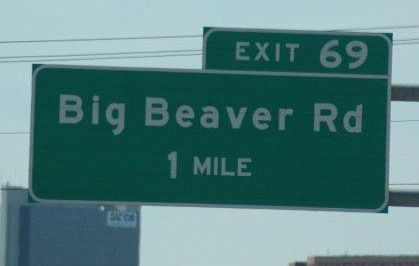 EXIT 69
Big Beaver Rd
1 MILE